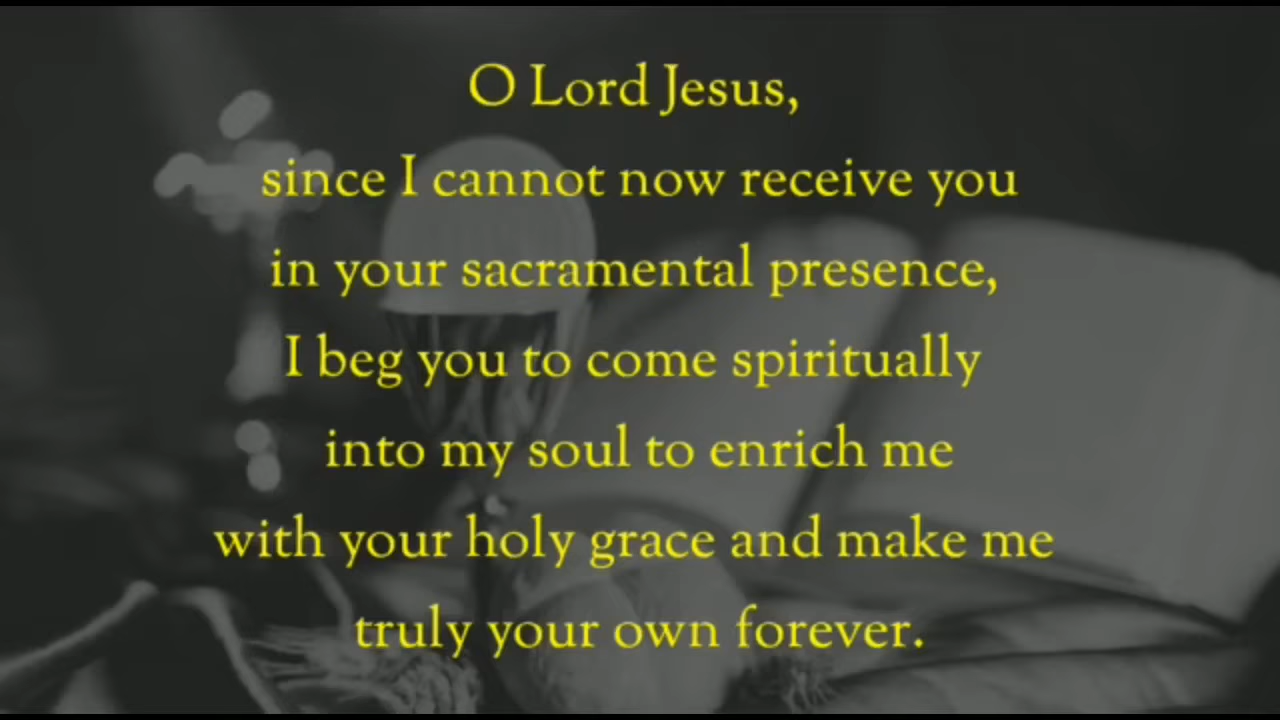 O Lord Jesus,
since I cannot now receive you
in your sacramental presence,
I beg you to come spiritually
into my soul to enrich me
with your holy grace and make me
truly your own forever.